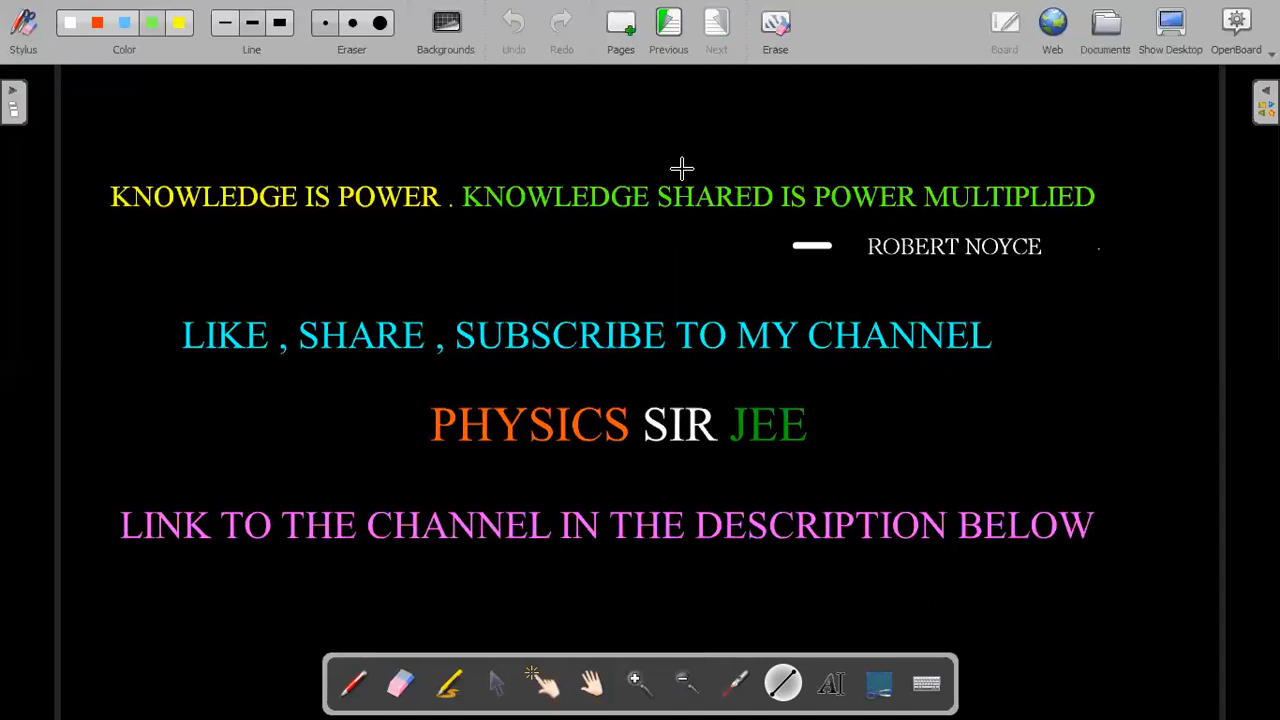 Stylus Color Line Eraser Backgrounds Undo Redo Pages Previous Next Erase Board Web Documents Show Desktop OpenBoard
KNOWLEDGE IS POWER . KNOWLEDGE SHARED IS POWER MULTIPLIED
— ROBERT NOYCE
LIKE , SHARE , SUBSCRIBE TO MY CHANNEL
PHYSICS SIR JEE
LINK TO THE CHANNEL IN THE DESCRIPTION BELOW
AI